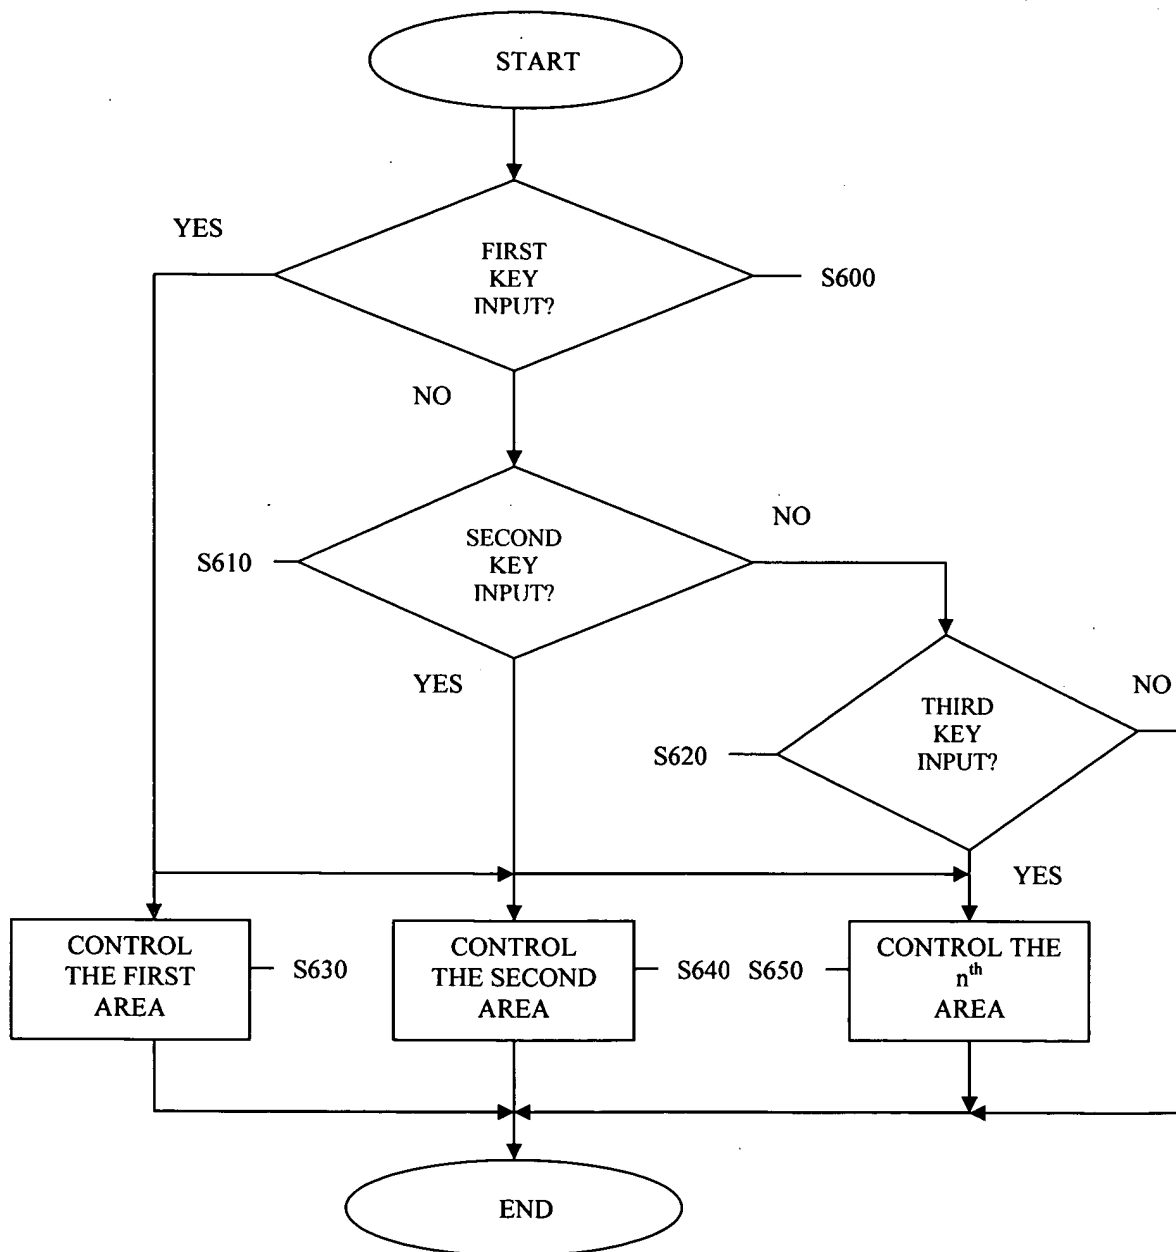 START
YES
FIRST
KEY
INPUT?
S600
NO
SECOND
KEY
INPUT?
NO
S610
YES
THIRD
KEY
INPUT?
NO
S620
YES
CONTROL
THE FIRST
AREA
S630
CONTROL
THE SECOND
AREA
S640
S650
CONTROL THE
nth
AREA
END